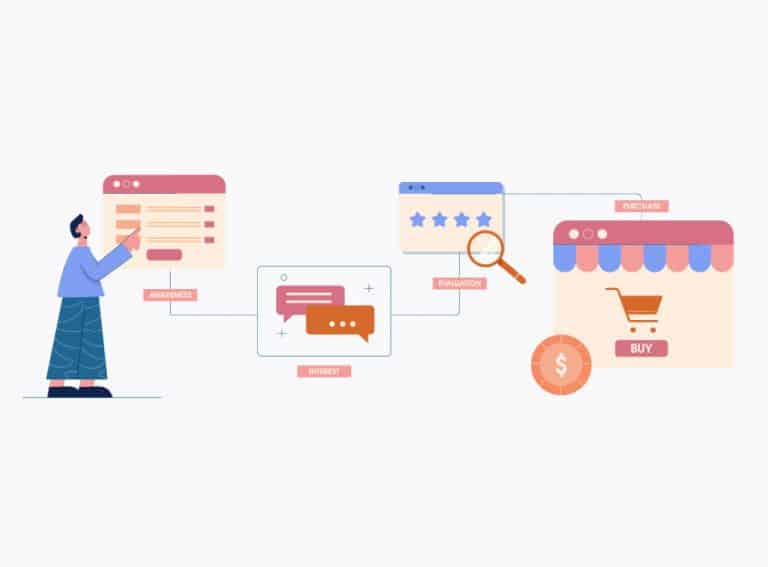 AWARENESS
INTEREST
EVALUATION
PURCHASE
$
BUY